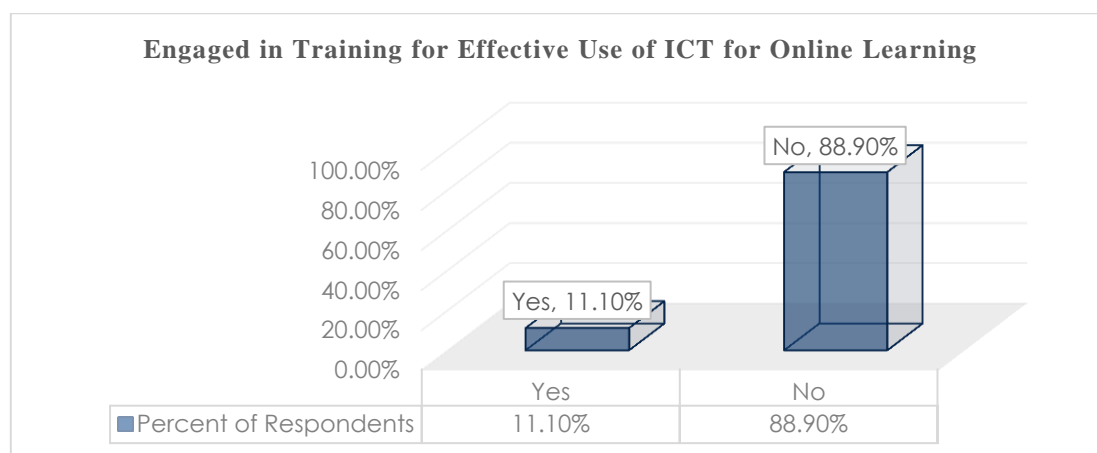 Engaged in Training for Effective Use of ICT for Online Learning
No, 88.90%
100.00%
80.00%
60.00%
Yes, 11.10%
40.00%
20.00%
0.00%
Yes No
Percent of Respondents 11.10% 88.90%